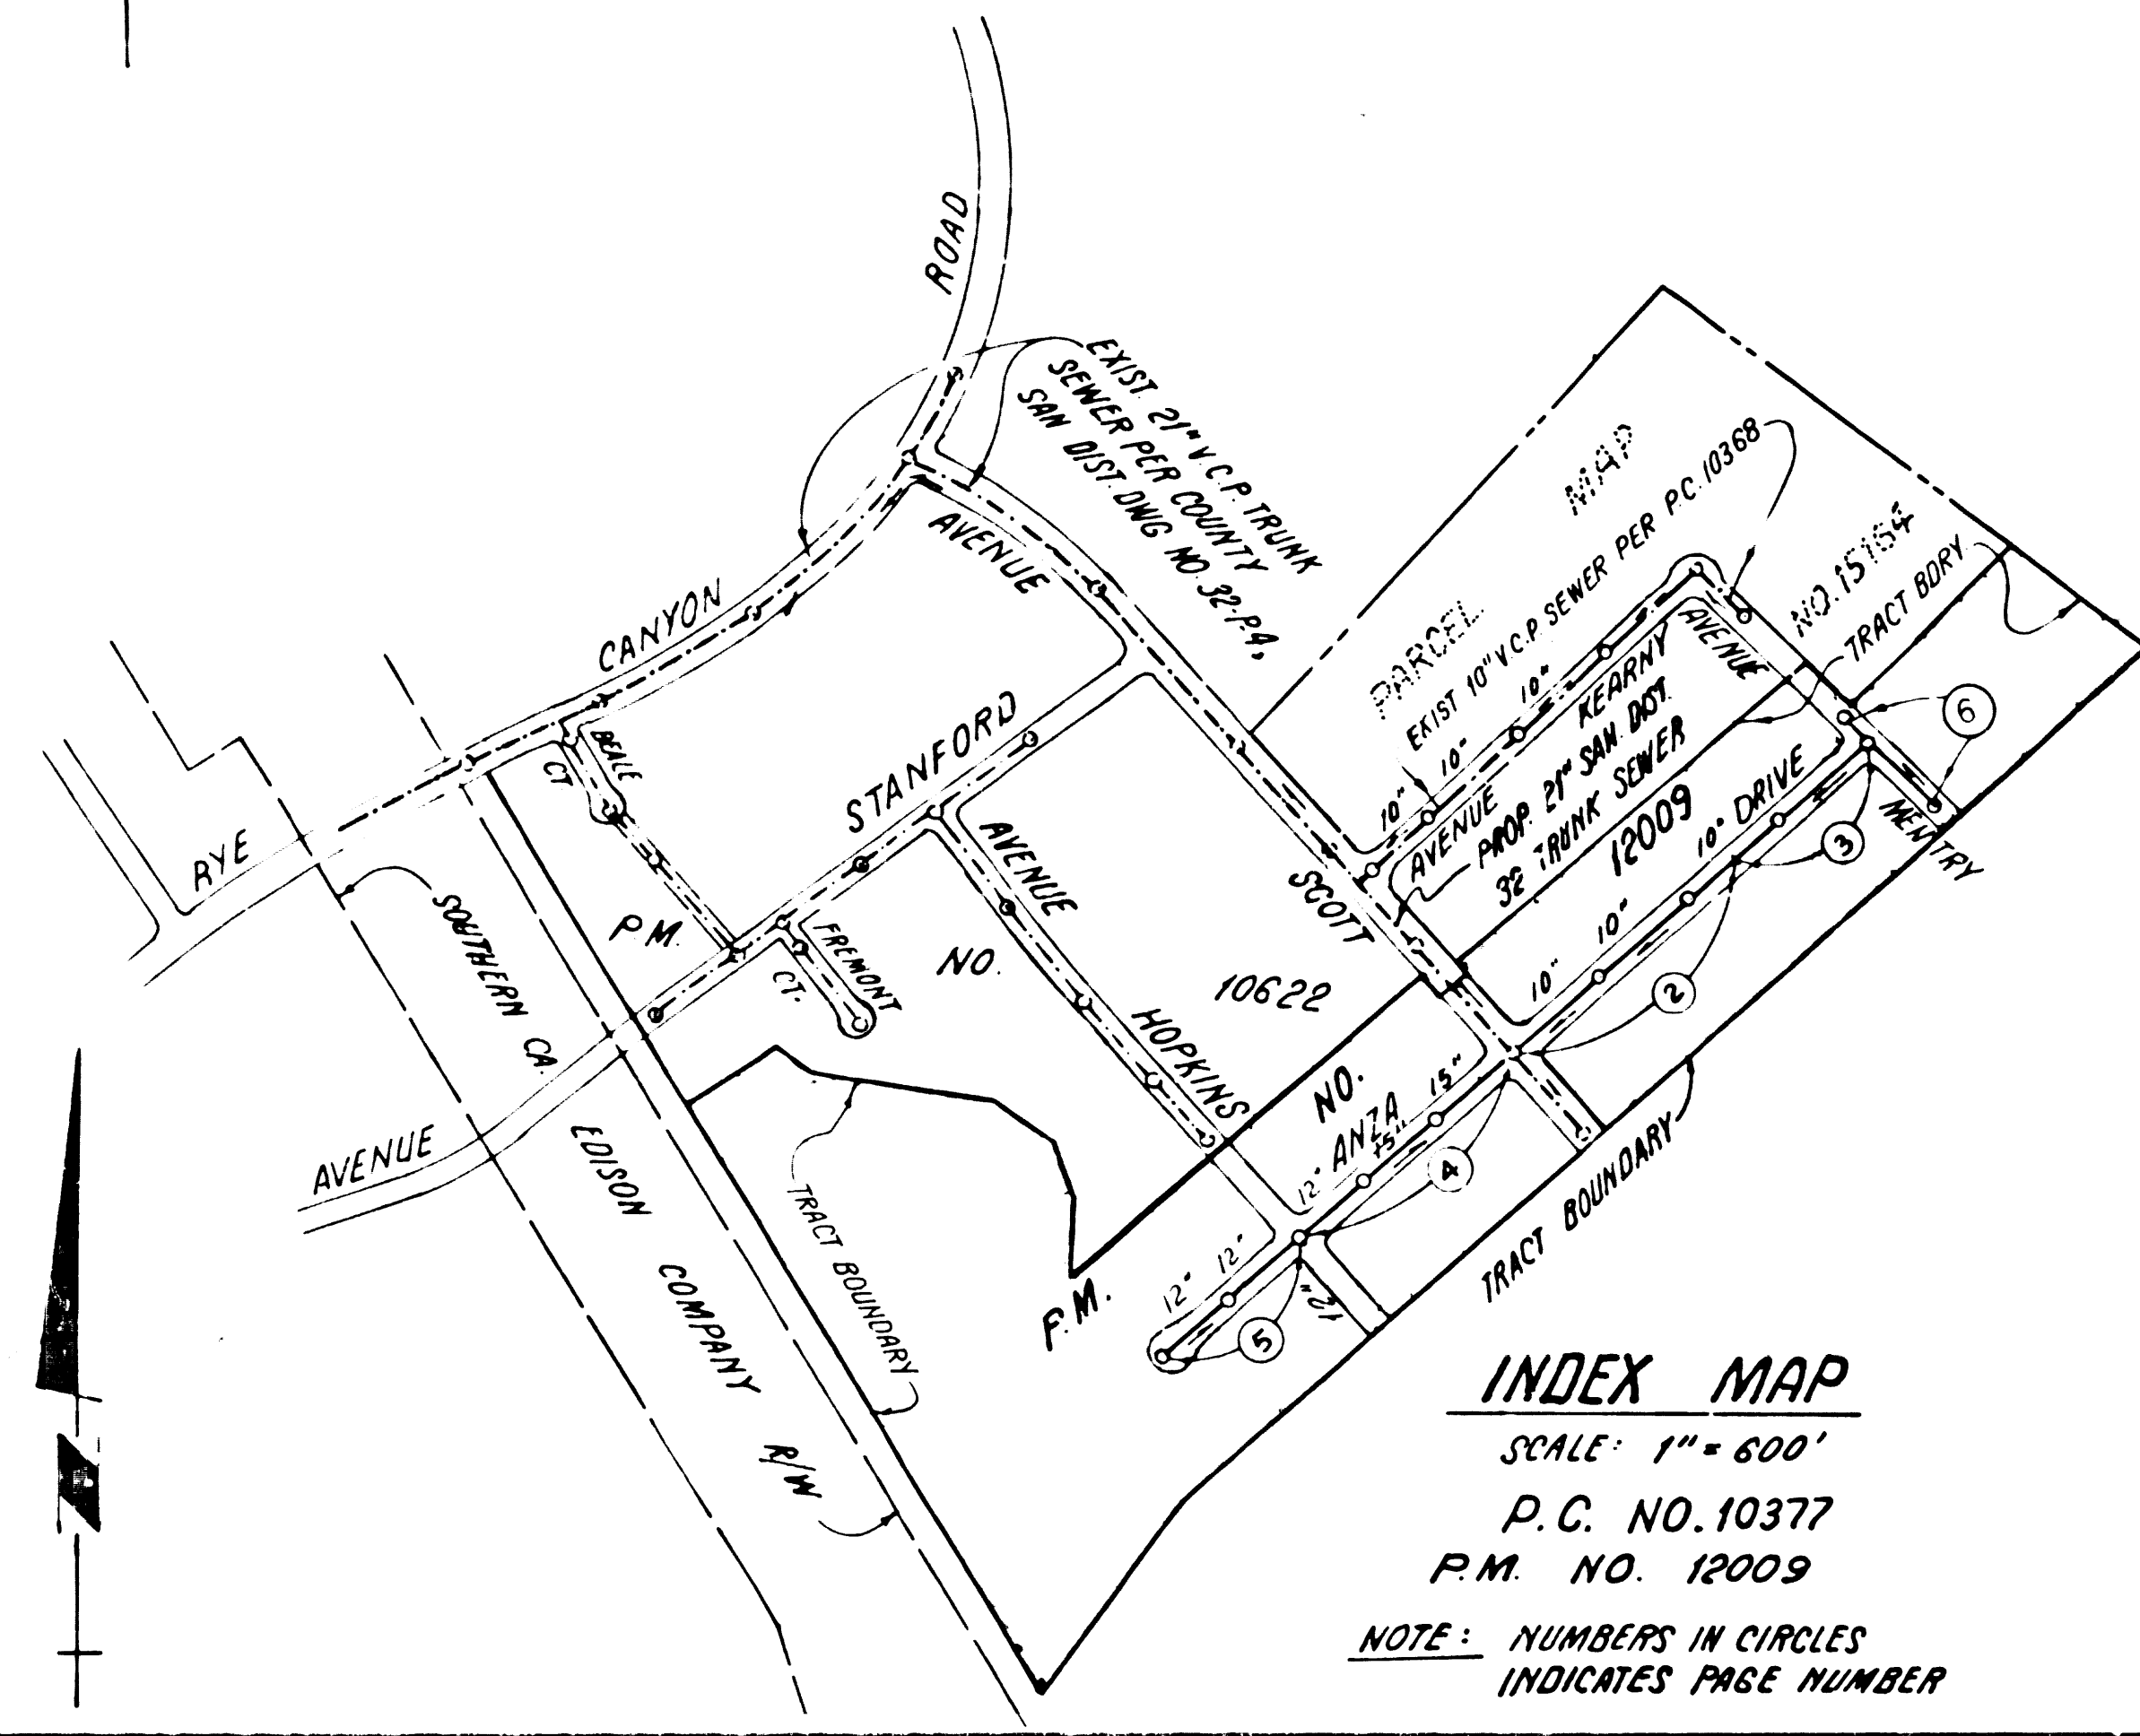 ROAD
EXIST. 21" V.C.P. TRUNK
SEWER PER COUNTY
SAN DIST. DWG NO. 32-P.4,
AVENUE
CANYON
RYE
BEALE
CT
STANFORD
AVENUE
SCOTT
PARCEL
MAP
NO. 15164
EXIST 10" V.C.P. SEWER PER P.C. 10368
TRACT BDRY.
10"
10"
10"
KEARNY
AVENUE
AVENUE
PROP. 21" SAN. DIST.
32 TRUNK SEWER
12009
10" DRIVE
10"
10"
MENTRY
6
3
2
P.M.
NO.
10622
FREMONT
CT.
HOPKINS
SOUTHERN CA.
EDISON
COMPANY
R/W
AVENUE
TRACT BOUNDARY
P.M.
NO.
ANZA
15"
15"
12"
12"
12"
12"
4
5
TRACT BOUNDARY
N
INDEX MAP
SCALE: 1" = 600'
P.C. NO. 10377
P.M. NO. 12009
NOTE: NUMBERS IN CIRCLES
INDICATES PAGE NUMBER